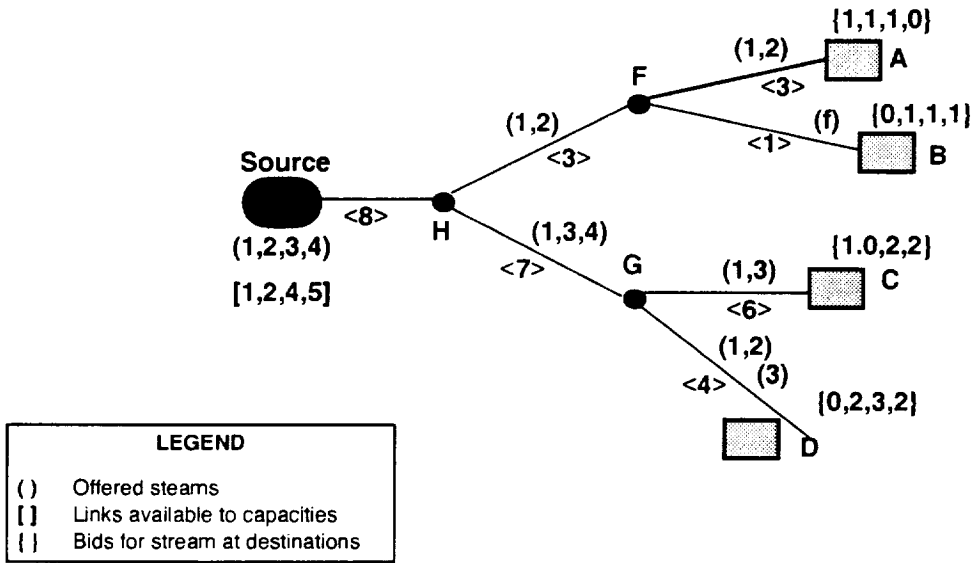 {1,1,1,0}
(1,2)
A
F
<3>
(1,2)
(f)
{0,1,1,1}
<1>
B
<3>
Source
<8>
H
(1,2,3,4)
[1,2,4,5]
(1,3,4)
<7>
G
{1.0,2,2}
(1,3)
C
<6>
(1,2)
<4>
(3)
{0,2,3,2}
D
LEGEND
( ) Offered steams
[ ] Links available to capacities
{ } Bids for stream at destinations